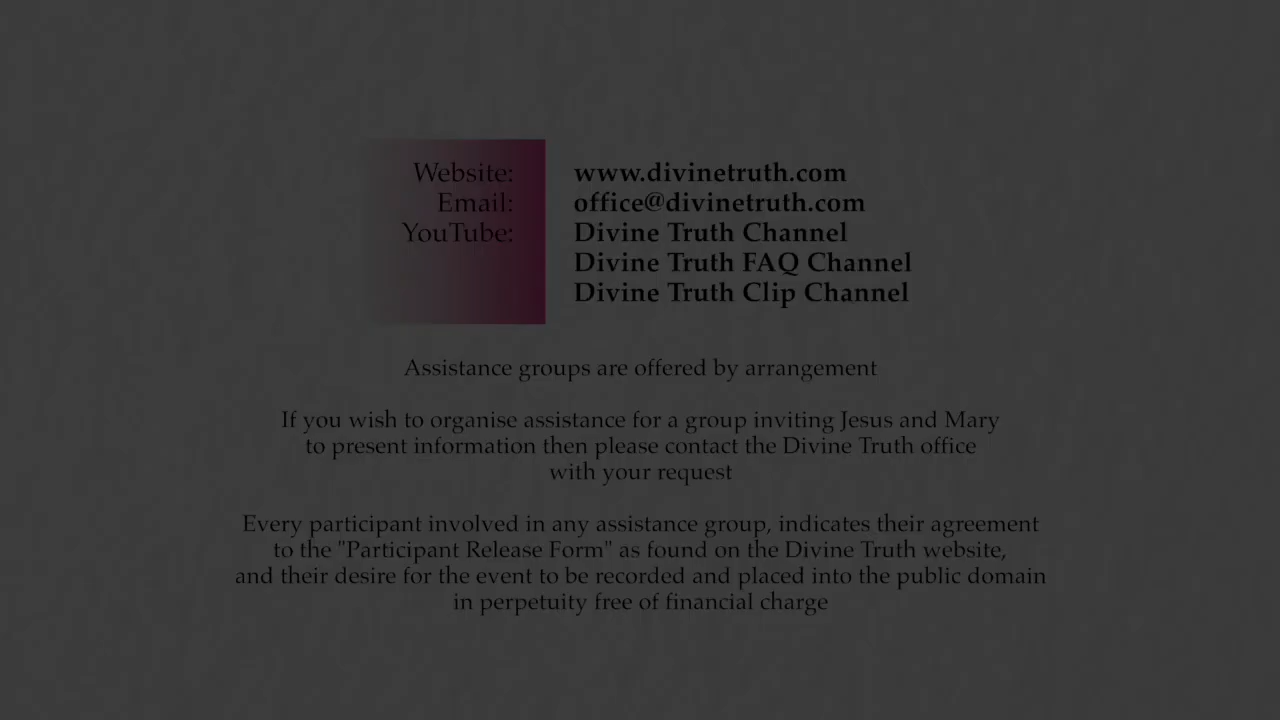 Website: www.divinetruth.com
Email: office@divinetruth.com
YouTube: Divine Truth Channel
Divine Truth FAQ Channel
Divine Truth Clip Channel
Assistance groups are offered by arrangement
If you wish to organise assistance for a group inviting Jesus and Mary
to present information then please contact the Divine Truth office
with your request
Every participant involved in any assistance group, indicates their agreement
to the "Participant Release Form" as found on the Divine Truth website,
and their desire for the event to be recorded and placed into the public domain
in perpetuity free of financial charge